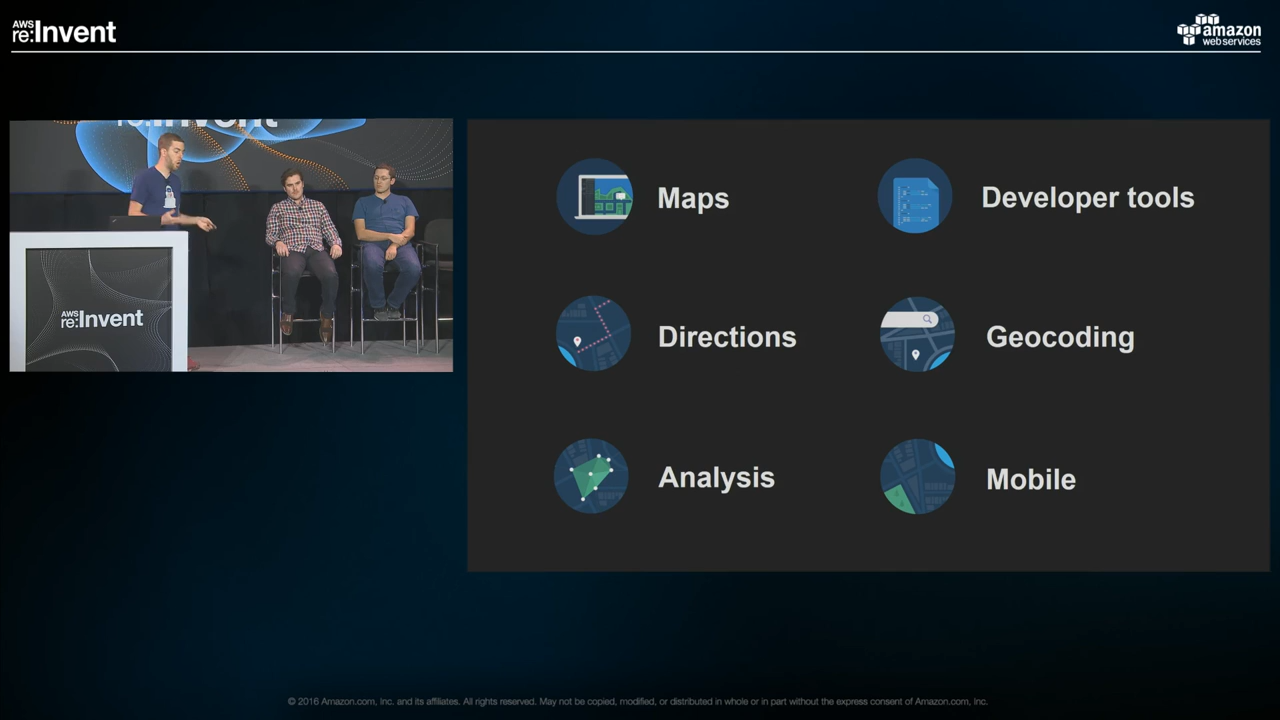 AWS
re:Invent
amazon
web services
re:Invent
AWS
re:Invent
Maps
Developer tools
Directions
Geocoding
Analysis
Mobile
© 2016 Amazon.com, Inc. and its affiliates. All rights reserved. May not be copied, modified, or distributed in whole or in part without the express consent of Amazon.com, Inc.